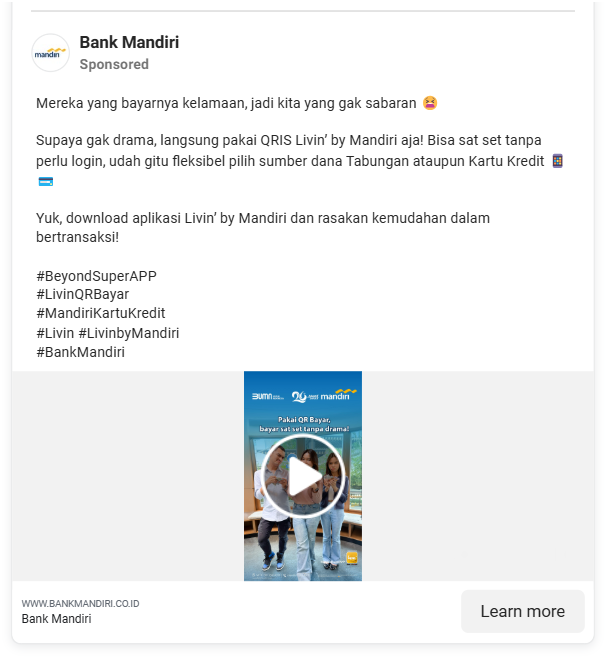 mandiri
Bank Mandiri
Sponsored
Mereka yang bayarnya kelamaan, jadi kita yang gak sabaran 😫
Supaya gak drama, langsung pakai QRIS Livin’ by Mandiri aja! Bisa sat set tanpa
perlu login, udah gitu fleksibel pilih sumber dana Tabungan ataupun Kartu Kredit 📱
💳
Yuk, download aplikasi Livin’ by Mandiri dan rasakan kemudahan dalam
bertransaksi!
#BeyondSuperAPP
#LivinQRBayar
#MandiriKartuKredit
#Livin #LivinbyMandiri
#BankMandiri
BUMN mandiri
Pakai QR Bayar,
bayar sat set tanpa drama!
WWW.BANKMANDIRI.CO.ID
Bank Mandiri
Learn more